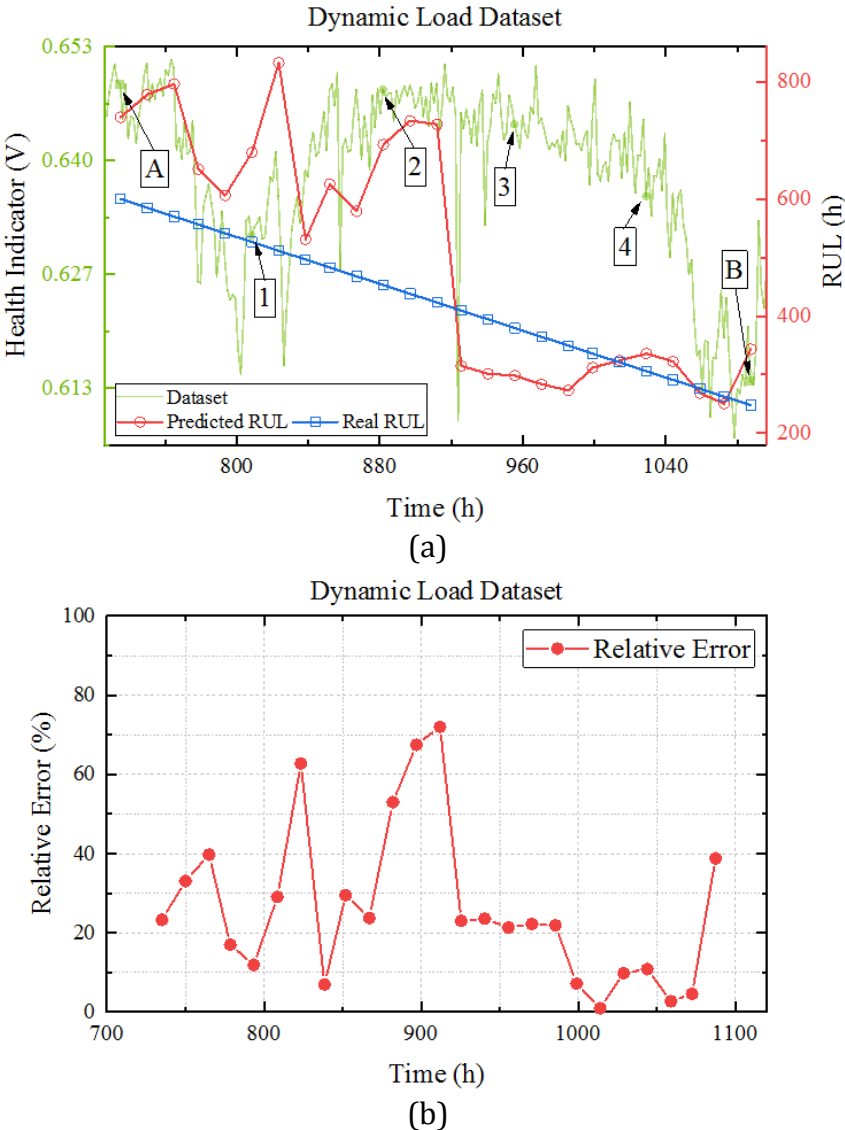 Dynamic Load Dataset
Health Indicator (V)
0.653
0.640
0.627
0.613
A
1
2
3
4
B
Dataset
Predicted RUL
Real RUL
800
600
400
200
RUL (h)
800 880 960 1040
Time (h)
(a)
Dynamic Load Dataset
Relative Error (%)
100
80
60
40
20
0
Relative Error
700 800 900 1000 1100
Time (h)
(b)